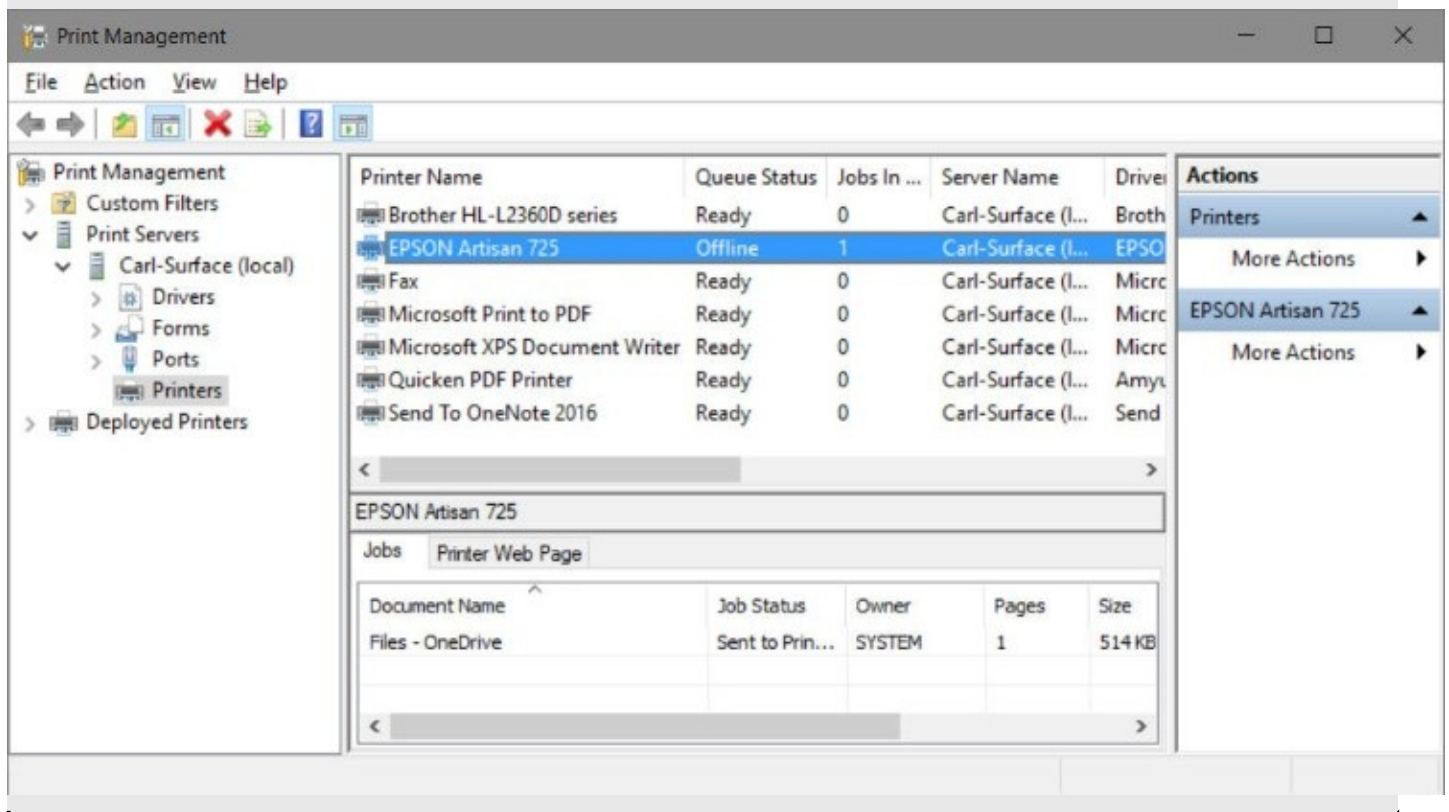 Print Management
File Action View Help
Print Management
Custom Filters
Print Servers
Carl-Surface (local)
Drivers
Forms
Ports
Printers
Deployed Printers
Printer Name Queue Status Jobs In ... Server Name Driver
Brother HL-L2360D series Ready 0 Carl-Surface (l... Broth
EPSON Artisan 725 Offline 1 Carl-Surface (l... EPSO
Fax Ready 0 Carl-Surface (l... Micro
Microsoft Print to PDF Ready 0 Carl-Surface (l... Micro
Microsoft XPS Document Writer Ready 0 Carl-Surface (l... Micro
Quicken PDF Printer Ready 0 Carl-Surface (l... Amyu
Send To OneNote 2016 Ready 0 Carl-Surface (l... Send
EPSON Artisan 725
Jobs Printer Web Page
Document Name Job Status Owner Pages Size
Files - OneDrive Sent to Prin... SYSTEM 1 514 KB
Actions
Printers
More Actions
EPSON Artisan 725
More Actions